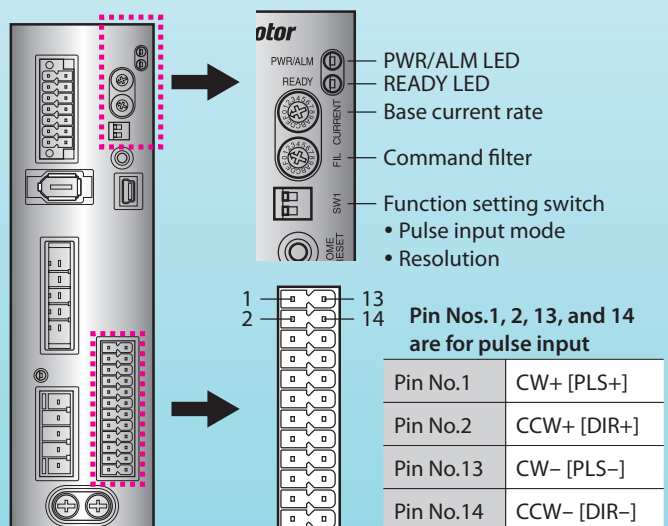 otor
PWR/ALM
READY
CURRENT
FIL
SW1
OME
RESET
PWR/ALM LED
READY LED
Base current rate
Command filter
Function setting switch
• Pulse input mode
• Resolution
1
2
13
14
Pin Nos.1, 2, 13, and 14
are for pulse input
Pin No.1 CW+ [PLS+]
Pin No.2 CCW+ [DIR+]
Pin No.13 CW– [PLS–]
Pin No.14 CCW– [DIR–]